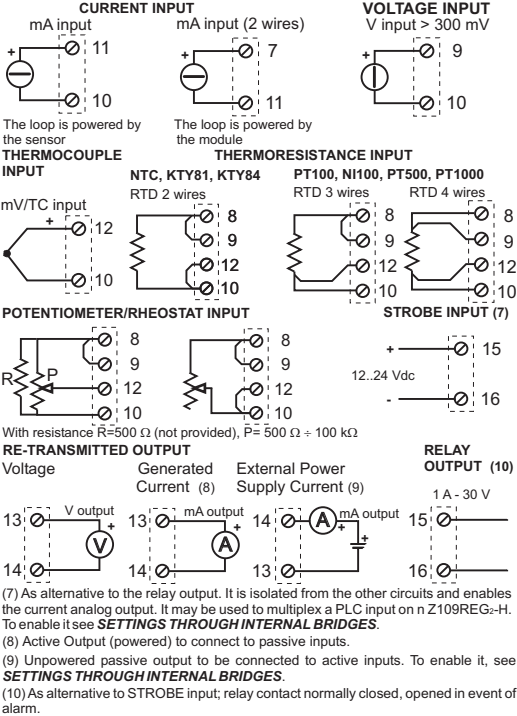 CURRENT INPUT
VOLTAGE INPUT
mA input
mA input (2 wires)
V input > 300 mV
+
11
10
+
7
11
+
9
10
The loop is powered by
the sensor
The loop is powered by
the module
THERMOCOUPLE
INPUT
THERMORESISTANCE INPUT
NTC, KTY81, KTY84
PT100, NI100, PT500, PT1000
RTD 2 wires
RTD 3 wires
RTD 4 wires
mV/TC input
+
12
10
8
9
12
10
8
9
12
10
8
9
12
10
POTENTIOMETER/RHEOSTAT INPUT
STROBE INPUT (7)
R
P
8
9
12
10
8
9
12
10
+
15
12..24 Vdc
-
16
With resistance R=500 Ω (not provided), P= 500 Ω ÷ 100 kΩ
RE-TRANSMITTED OUTPUT
RELAY
OUTPUT (10)
Voltage
Generated
Current (8)
External Power
Supply Current (9)
1 A - 30 V
13
V output
+
V
14
13
mA output
+
A
14
14
A
mA output
+
+
13
15
16
(7) As alternative to the relay output. It is isolated from the other circuits and enables
the current analog output. It may be used to multiplex a PLC input on n Z109REG2-H.
To enable it see SETTINGS THROUGH INTERNAL BRIDGES.
(8) Active Output (powered) to connect to passive inputs.
(9) Unpowered passive output to be connected to active inputs. To enable it, see
SETTINGS THROUGH INTERNAL BRIDGES.
(10) As alternative to STROBE input; relay contact normally closed, opened in event of
alarm.